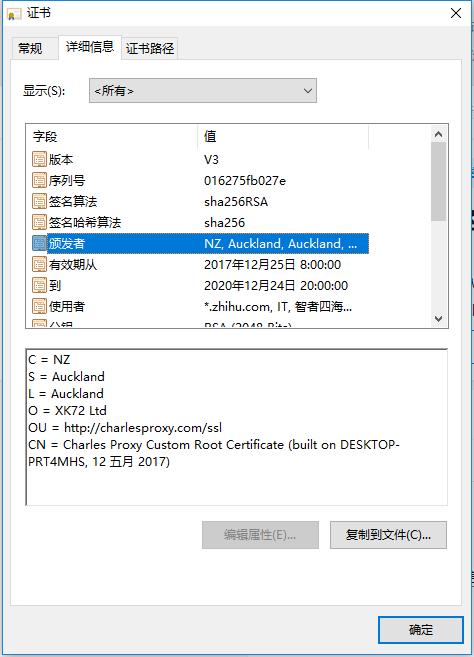 证书
常规
详细信息
证书路径
显示(S):
<所有>
字段 值
版本 V3
序列号 016275fb027e
签名算法 sha256RSA
签名哈希算法 sha256
颁发者 NZ, Auckland, Auckland, ...
有效期从 2017年12月25日 8:00:00
到 2020年12月24日 20:00:00
使用者 *.zhihu.com, IT, 智者四海...
公钥 RSA (2048 Bits)
C = NZ
S = Auckland
L = Auckland
O = XK72 Ltd
OU = http://charlesproxy.com/ssl
CN = Charles Proxy Custom Root Certificate (built on DESKTOP-
PRT4MHS, 12 五月 2017)
编辑属性(E)...
复制到文件(C)...
确定